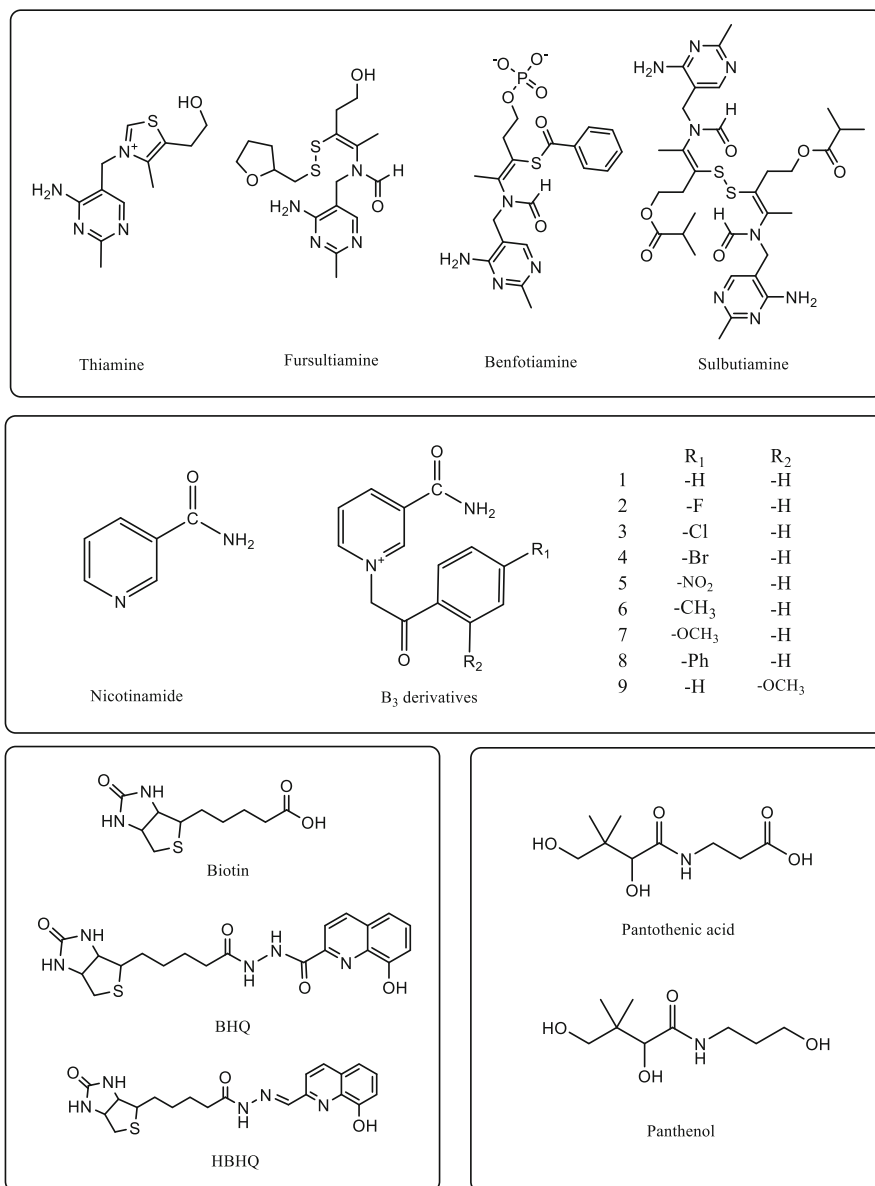 HO
S
N+
H2N
N
N
Thiamine
OH
S
S
O
N
H
O
H2N
N
N
Fursultiamine
-O
O-
P
O
O
O
S
N
H
O
H2N
N
N
Benfotiamine
N
H2N
N
N
H
O
S
S
O
O
O
O
H
O
N
N
N
NH2
Sulbutiamine
O
C
NH2
N
Nicotinamide
O
C
NH2
N+
R1
O
R2
B3 derivatives
R1 R2
1 -H -H
2 -F -H
3 -Cl -H
4 -Br -H
5 -NO2 -H
6 -CH3 -H
7 -OCH3 -H
8 -Ph -H
9 -H -OCH3
O
NH
HN
S
O
OH
Biotin
O
NH
HN
S
O
N
H
H
N
O
N
OH
BHQ
O
NH
HN
S
O
N
H
N
N
OH
HBHQ
HO
OH
O
N
H
O
OH
Pantothenic acid
HO
OH
O
N
H
OH
Panthenol